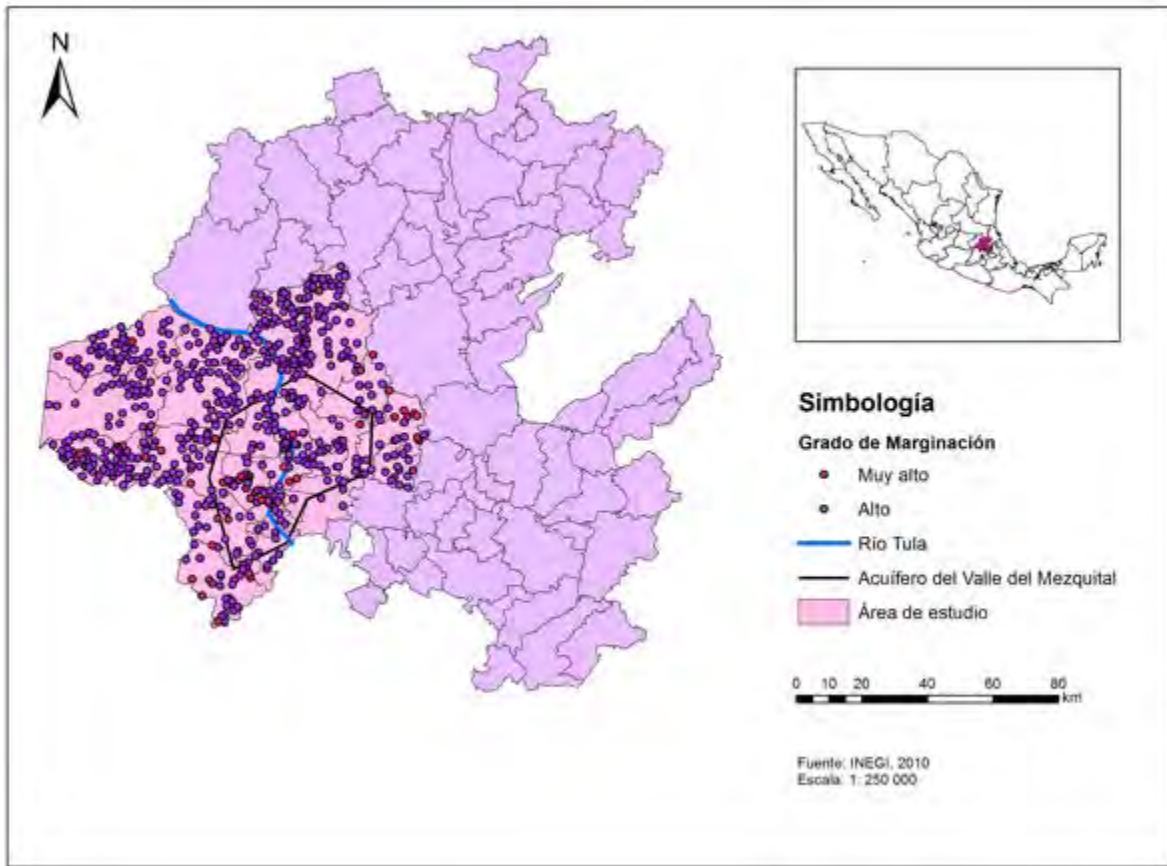 N
Simbología
Grado de Marginación
Muy alto
Alto
Río Tula
Acuífero del Valle del Mezquital
Área de estudio
0 10 20 40 60 80
km
Fuente: INEGI, 2010
Escala: 1: 250 000